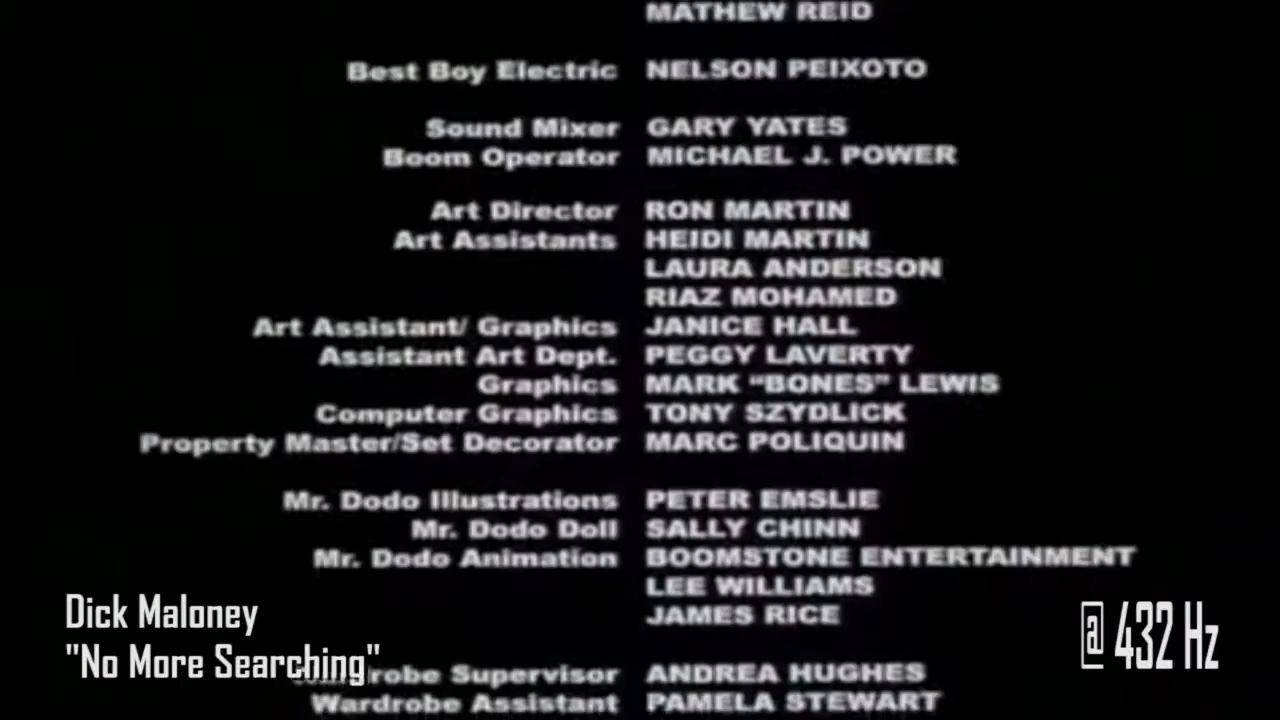 MATHEW REID
Best Boy Electric NELSON PEIXOTO
Sound Mixer GARY YATES
Boom Operator MICHAEL J. POWER
Art Director RON MARTIN
Art Assistants HEIDI MARTIN
LAURA ANDERSON
RIAZ MOHAMED
Art Assistant/ Graphics JANICE HALL
Assistant Art Dept. PEGGY LAVERTY
Graphics MARK “BONES” LEWIS
Computer Graphics TONY SZYDLICK
Property Master/Set Decorator MARC POLIQUIN
Mr. Dodo Illustrations PETER EMSLIE
Mr. Dodo Doll SALLY CHINN
Mr. Dodo Animation BOOMSTONE ENTERTAINMENT
LEE WILLIAMS
JAMES RICE
Dick Maloney
"No More Searching"
@ 432 Hz
Supervisor ANDREA HUGHES
Wardrobe Assistant PAMELA STEWART